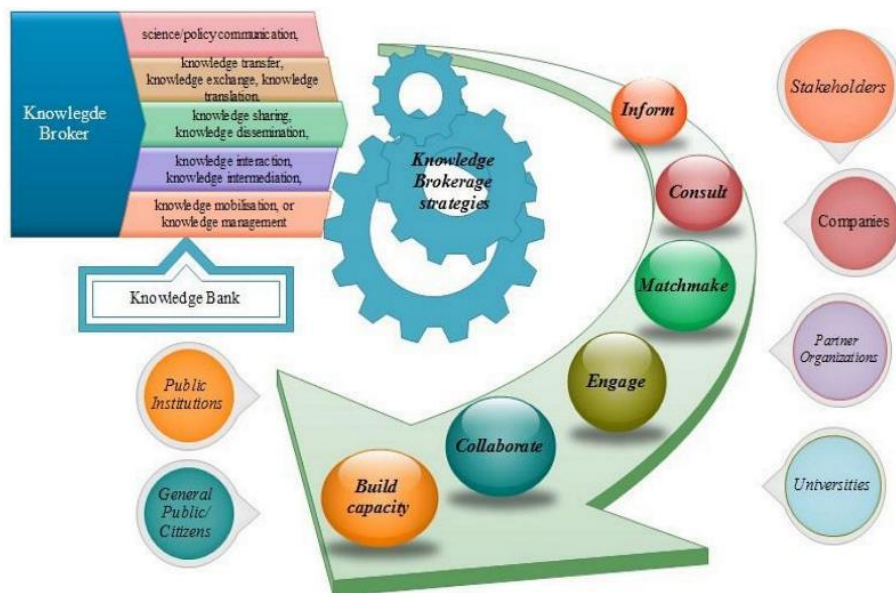 Knowlegde
Broker
science/policy communication,
knowledge transfer,
knowledge exchange, knowledge
translation,
knowledge sharing,
knowledge dissemination,
knowledge interaction,
knowledge intermediation,
knowledge mobilisation, or
knowledge management
Knowledge Bank
Knowledge
Brokerage
strategies
Inform
Consult
Matchmake
Engage
Collaborate
Build
capacity
Stakeholders
Companies
Partner
Organizations
Universities
Public
Institutions
General
Public/
Citizens